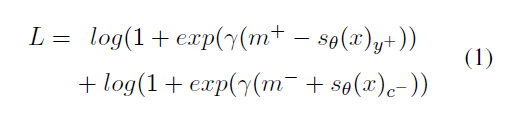 L = log(1 + exp(γ(m⁺ − s_θ(x)_{y⁺}))
+ log(1 + exp(γ(m⁻ + s_θ(x)_{c⁻})) (1)